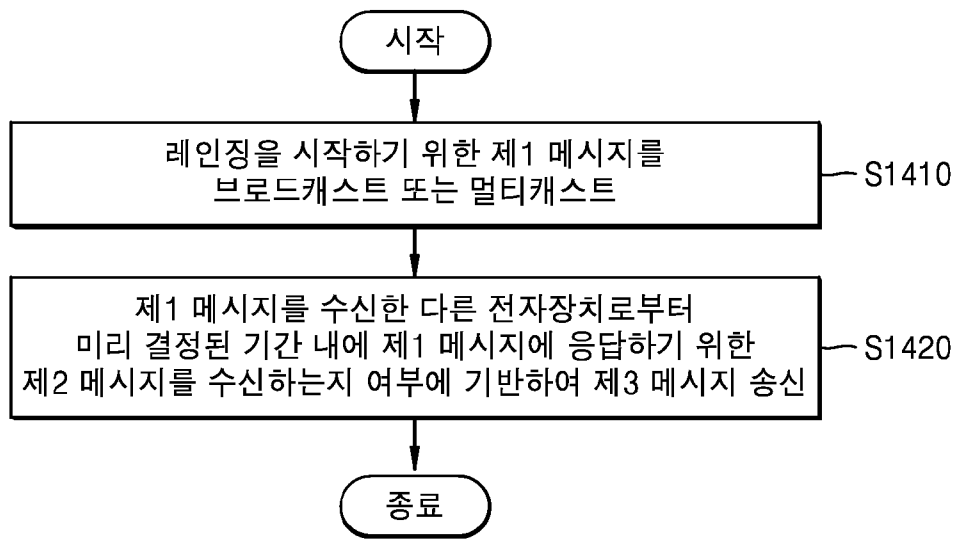 시작
레인징을 시작하기 위한 제1 메시지를
브로드캐스트 또는 멀티캐스트
S1410
제1 메시지를 수신한 다른 전자장치로부터
미리 결정된 기간 내에 제1 메시지에 응답하기 위한
제2 메시지를 수신하는지 여부에 기반하여 제3 메시지 송신
S1420
종료